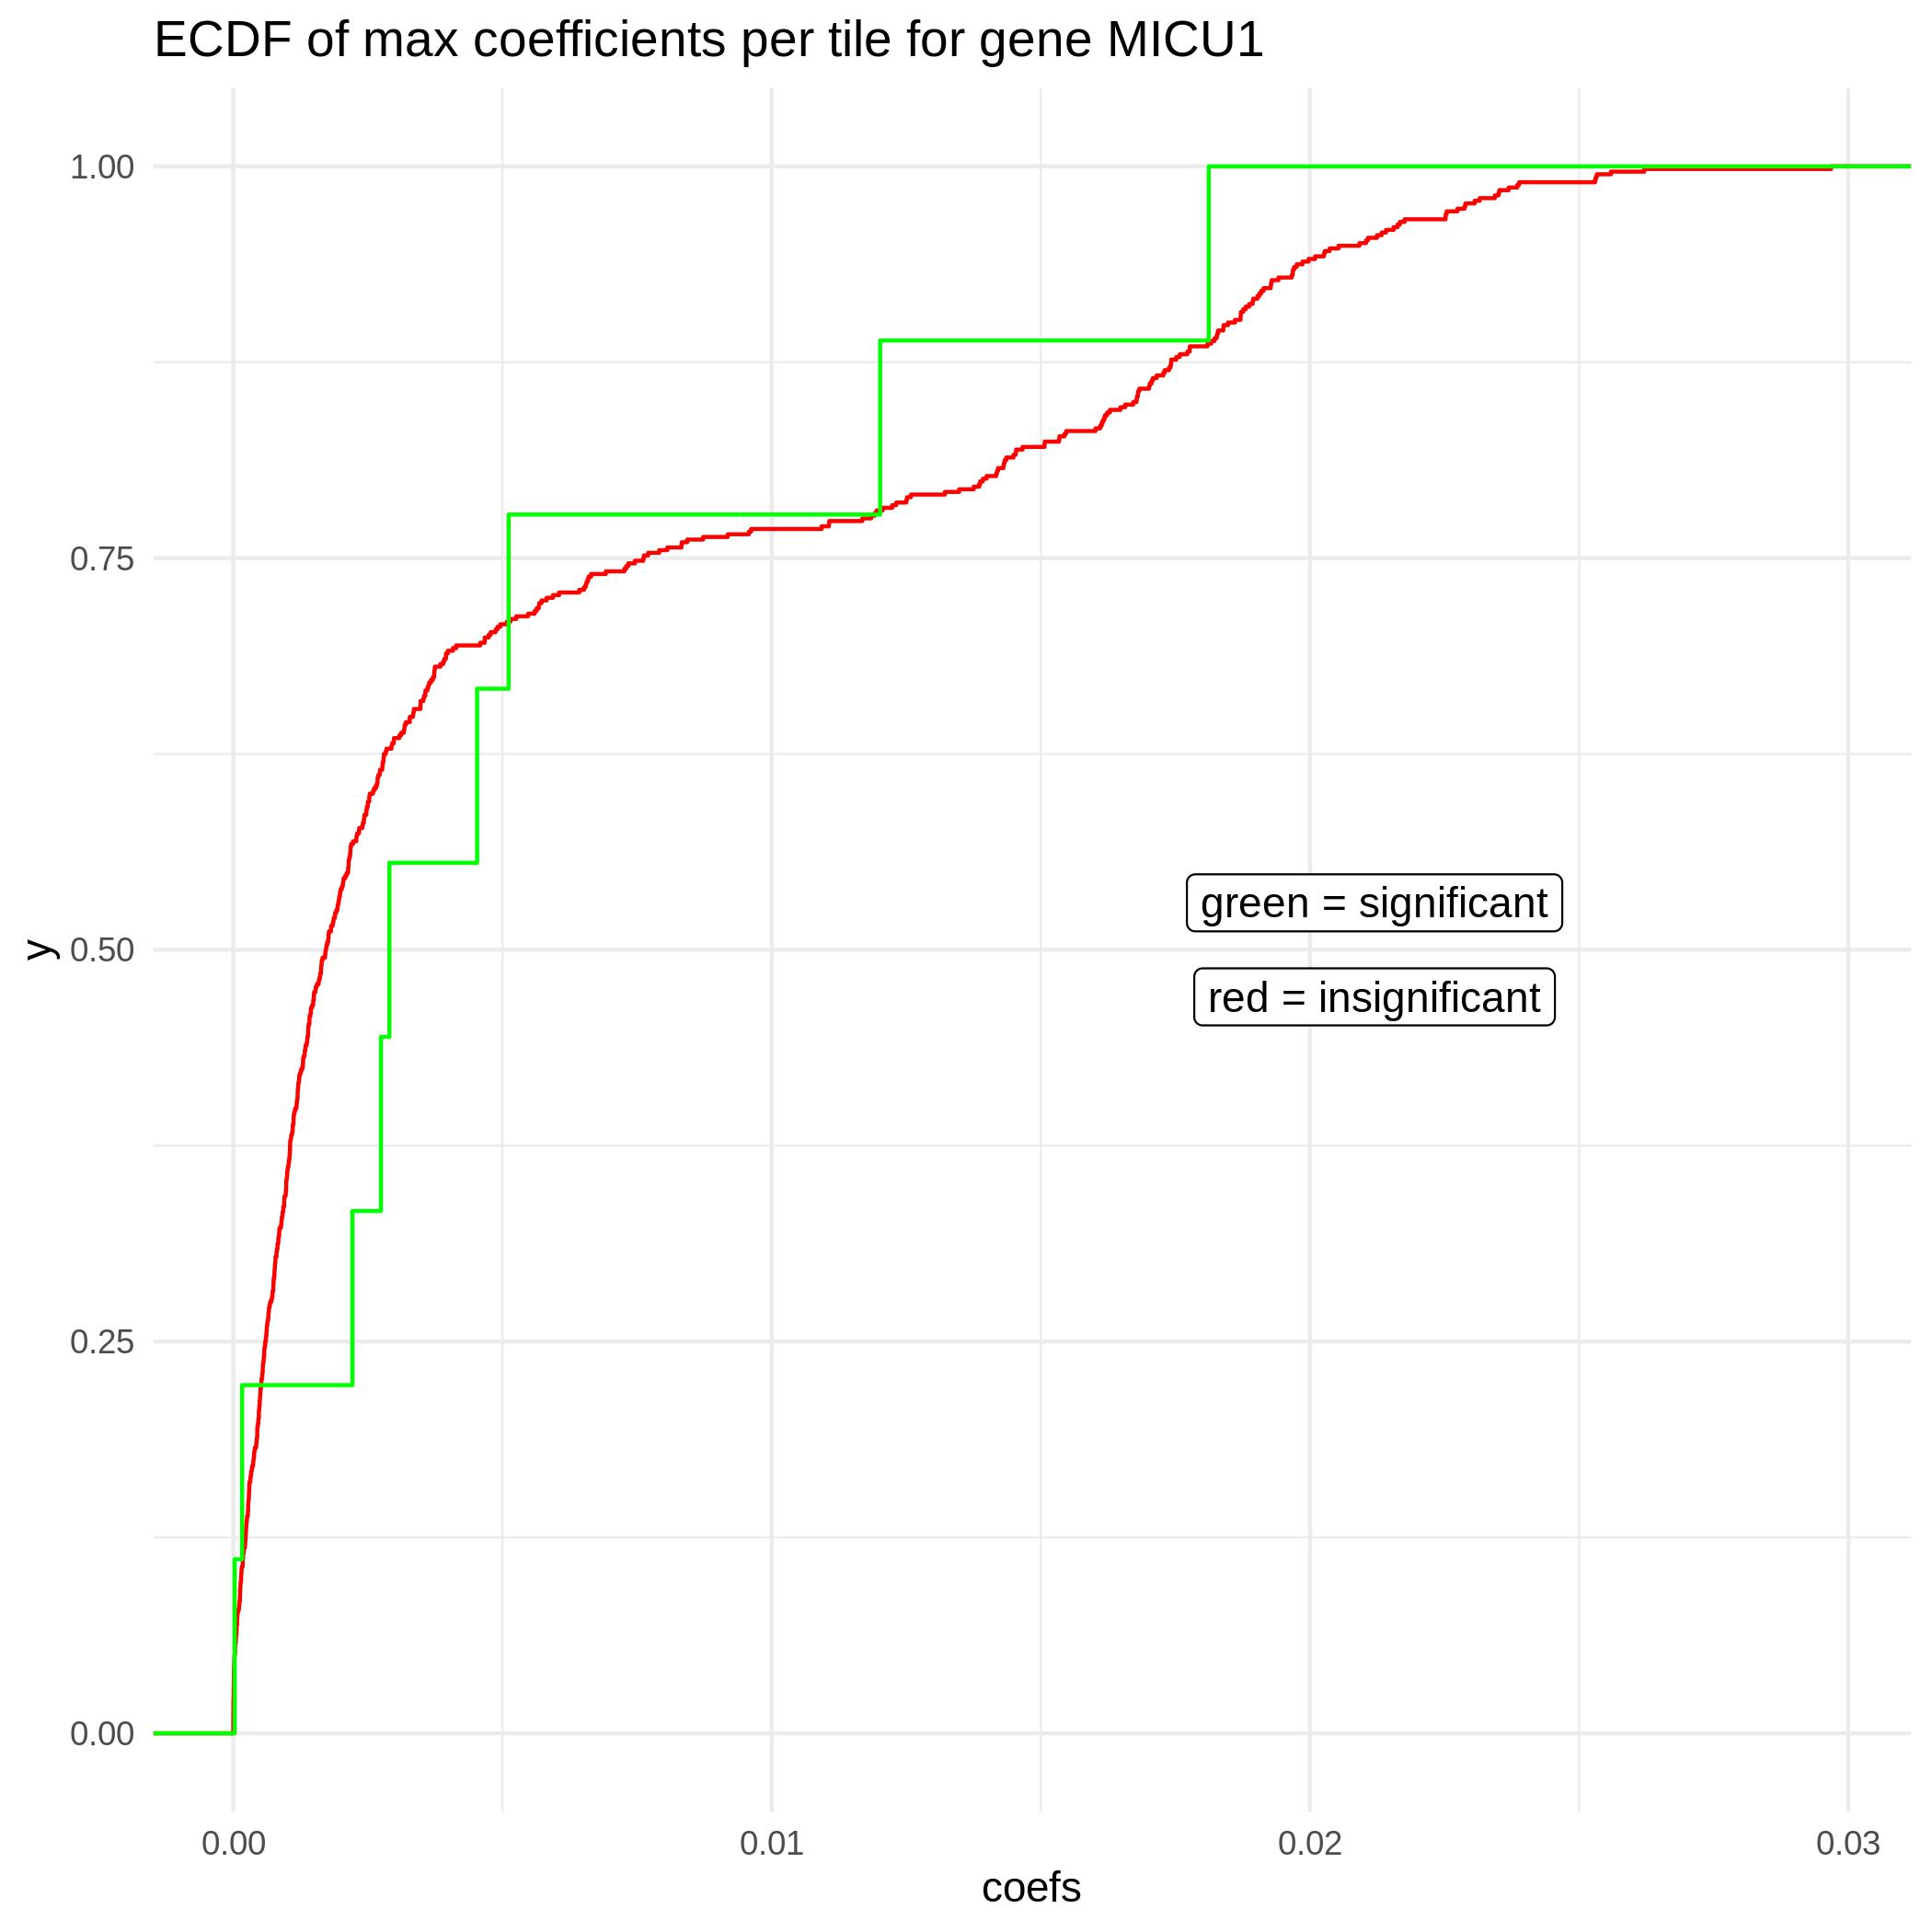 ECDF of max coefficients per tile for gene MICU1
1.00
0.75
0.50
0.25
0.00
y
green = significant
red = insignificant
0.00 0.01 0.02 0.03
coefs